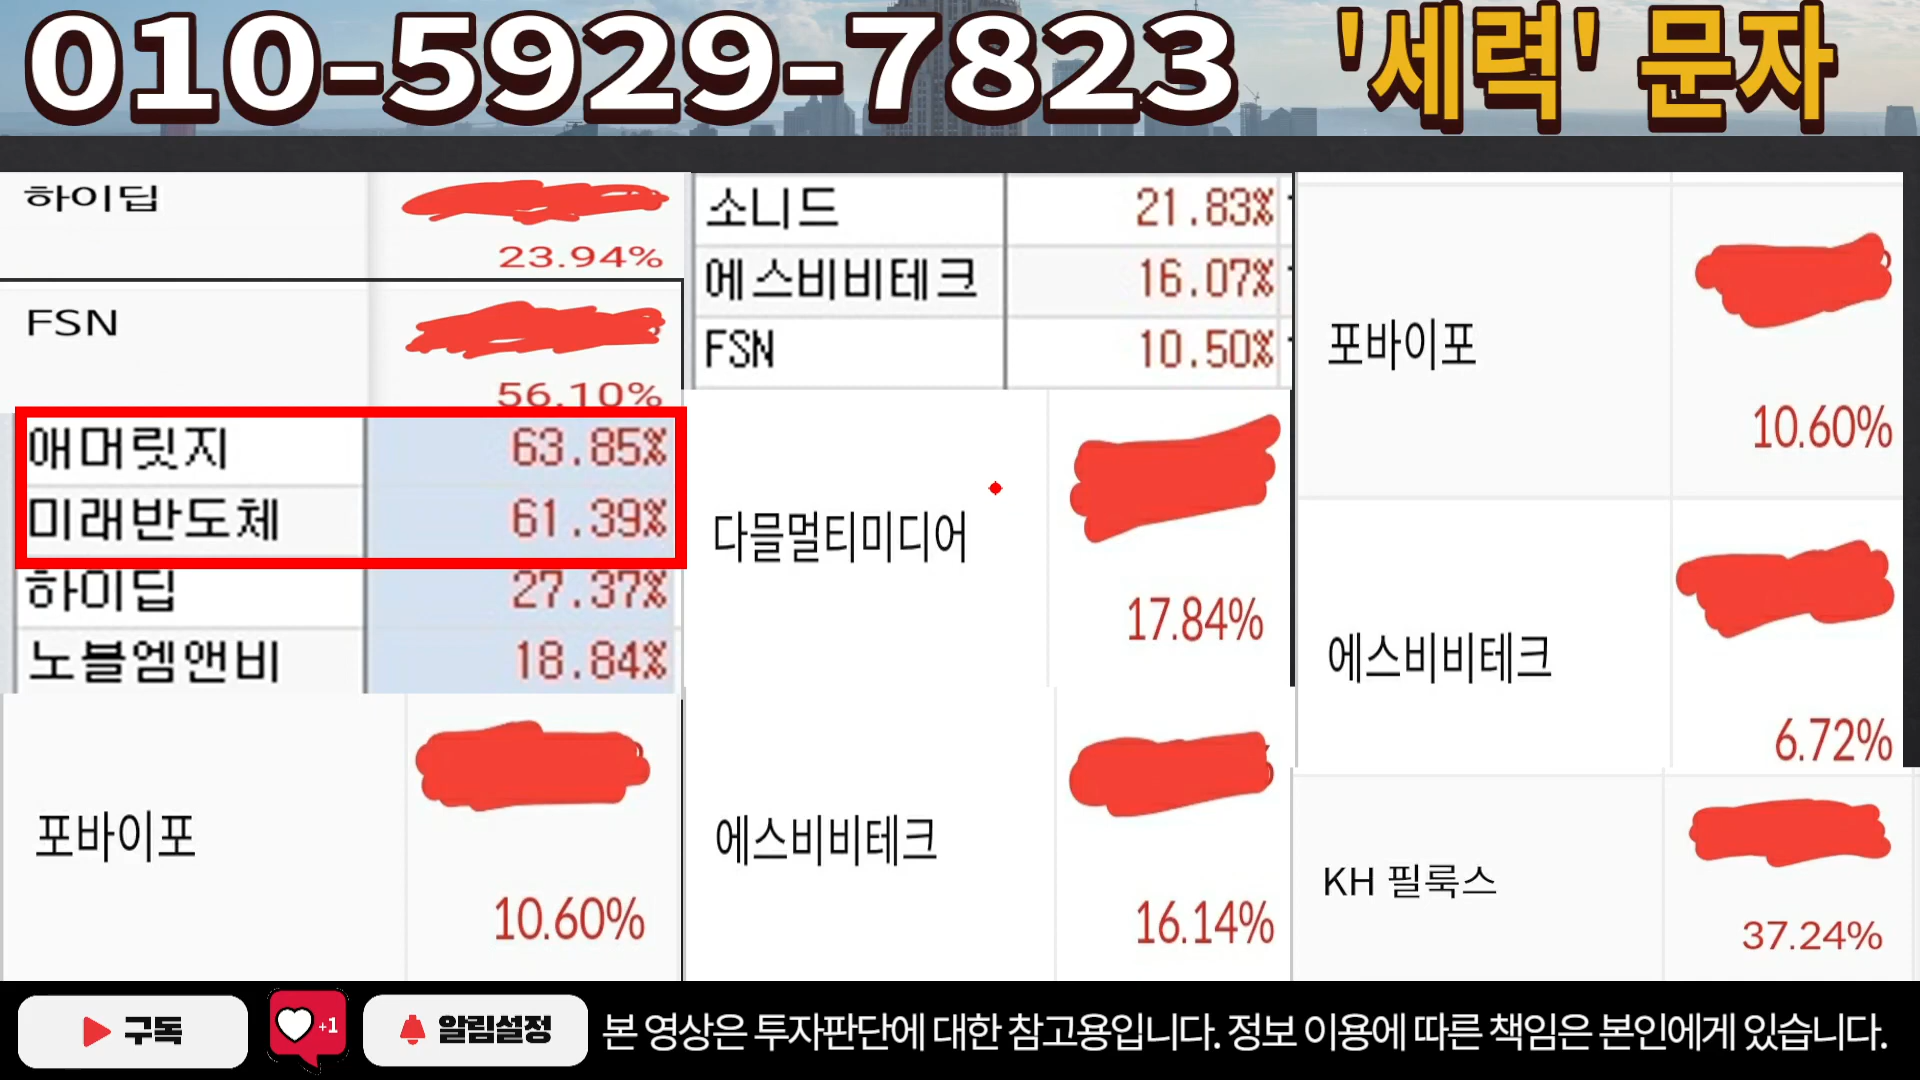 010-5929-7823 '세력' 문자
하이딥
23.94%
FSN
56.10%
애머릿지 63.85%
미래반도체 61.39%
하이딥 27.37%
노블엠앤비 18.84%
포바이포
10.60%
소니드 21.83%
에스비비테크 16.07%
FSN 10.50%
다믈멀티미디어
17.84%
에스비비테크
16.14%
포바이포
10.60%
에스비비테크
6.72%
KH 필룩스
37.24%
구독 +1 알림설정 본 영상은 투자판단에 대한 참고용입니다. 정보 이용에 따른 책임은 본인에게 있습니다.